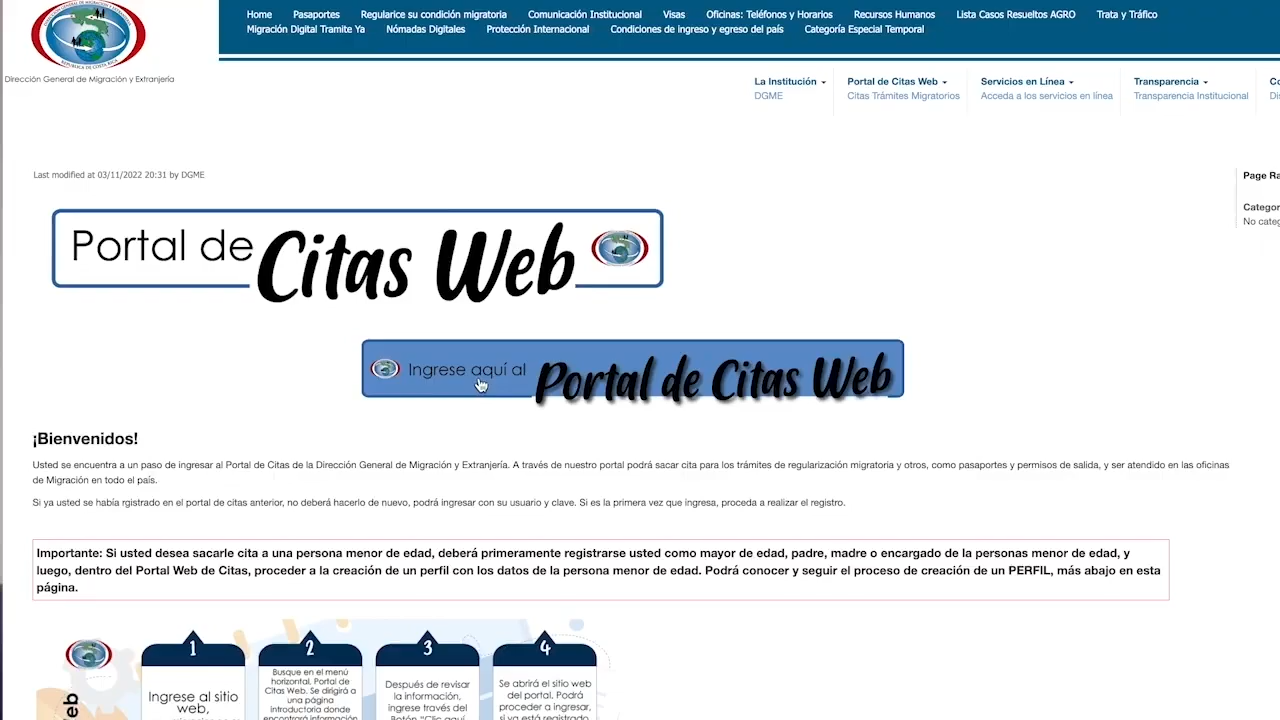 Home Pasaportes Regularice su condición migratoria Comunicación Institucional Visas Oficinas: Teléfonos y Horarios Recursos Humanos Lista Casos Resueltos AGRO Trata y Tráfico
Migración Digital Tramite Ya Nómadas Digitales Protección Internacional Condiciones de ingreso y egreso del país Categoría Especial Temporal
Dirección General de Migración y Extranjería
La Institución Portal de Citas Web Servicios en Línea Transparencia
DGME Citas Trámites Migratorios Acceda a los servicios en línea Transparencia Institucional
Last modified at 03/11/2022 20:31 by DGME
Page
No
Portal de Citas Web
Ingrese aquí al Portal de Citas Web
¡Bienvenidos!
Usted se encuentra a un paso de ingresar al Portal de Citas de la Dirección General de Migración y Extranjería. A través de nuestro portal podrá sacar cita para los trámites de regularización migratoria y otros, como pasaportes y permisos de salida, y ser atendido en las oficinas
de Migración en todo el país.
Si ya usted se había rgistrado en el portal de citas anterior, no deberá hacerlo de nuevo, podrá ingresar con su usuario y clave. Si es la primera vez que ingresa, proceda a realizar el registro.
Importante: Si usted desea sacarle cita a una persona menor de edad, deberá primeramente registrarse usted como mayor de edad, padre, madre o encargado de la personas menor de edad, y
luego, dentro del Portal Web de Citas, proceder a la creación de un perfil con los datos de la persona menor de edad. Podrá conocer y seguir el proceso de creación de un PERFIL, más abajo en esta
página.
1
Ingrese al sitio
web,
2
Busque en el menú
horizontal, Portal de
Citas Web. Se dirigirá a
una página
introductoria donde
encontrará información
3
Después de revisar
la información,
ingrese través del
Botón "Clic aquí
4
Se abrirá el sitio web
del portal. Podrá
proceder a ingresar,
si ya está registrado